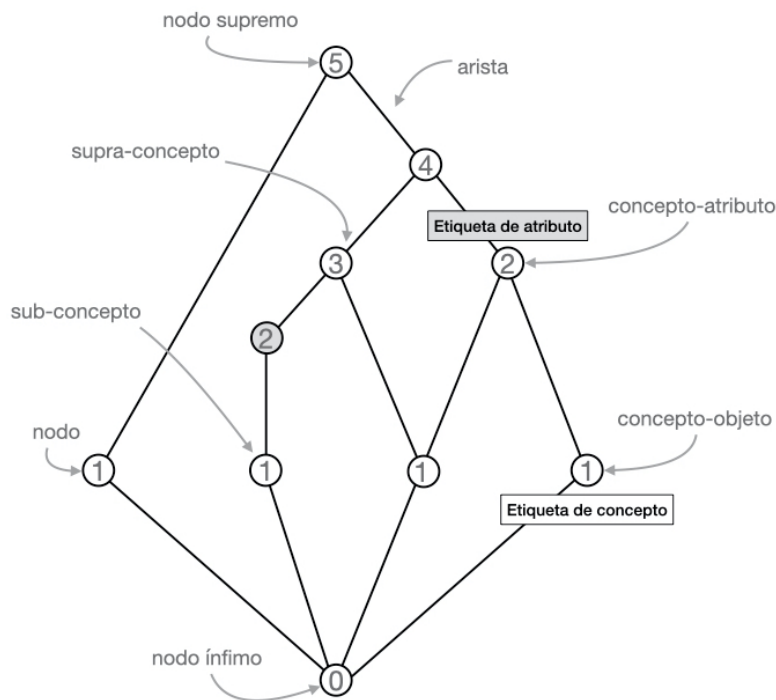 nodo supremo
5
arista
supra-concepto
4
concepto-atributo
Etiqueta de atributo
3
2
sub-concepto
2
nodo
concepto-objeto
1
1
1
1
Etiqueta de concepto
nodo ínfimo
0